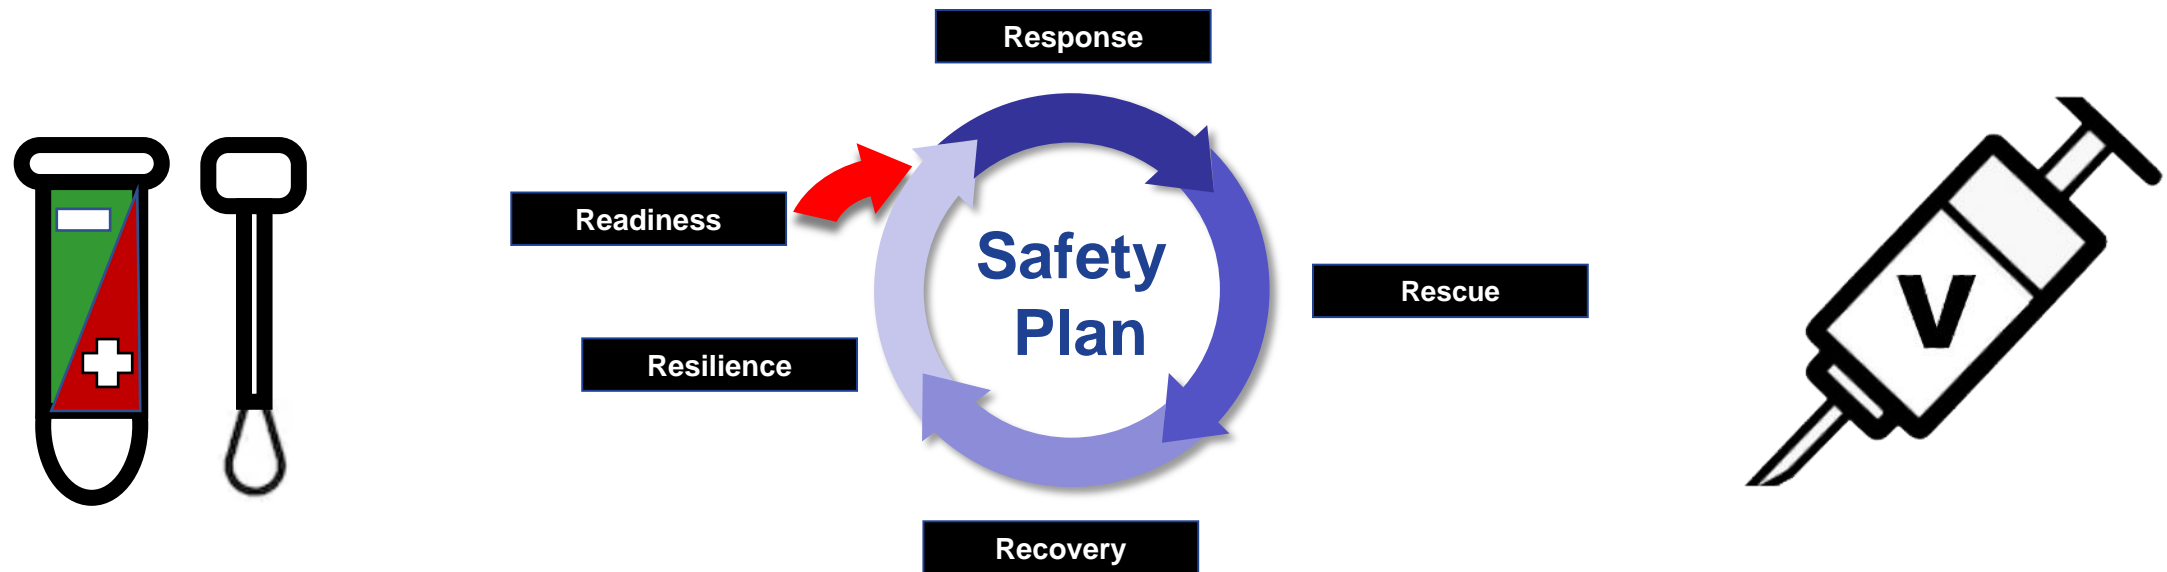 Response
Readiness
Safety
Plan
Rescue
Resilience
Recovery
V